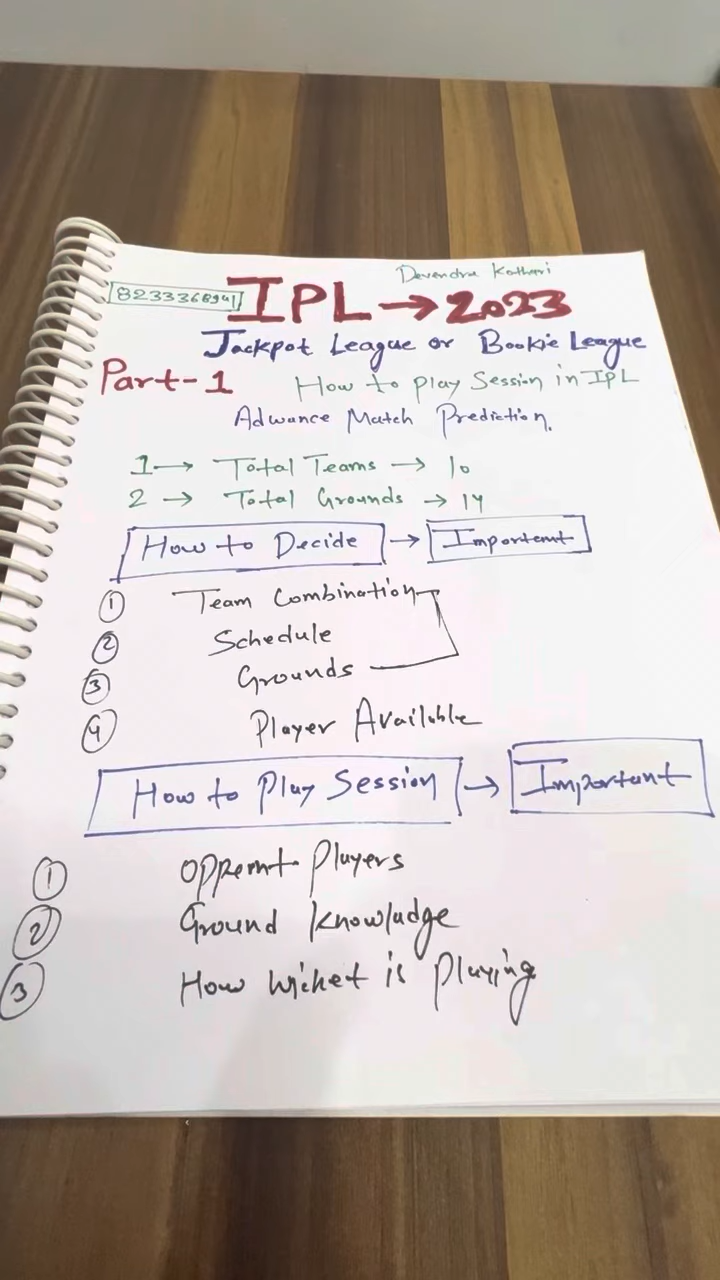 Devendra Kothari
8233368941 IPL → 2023
Jackpot League or Bookie League
Part-1 How to play Session in IPL
Adwance Match Prediction.
1 → Total Teams → 10
2 → Total Grounds → 14
How to Decide → Importent
① Team Combination
② Schedule
③ Grounds
④ Player Available
How to Play Session → Important
① Oppremt Players
② Ground Knowladge
③ How Wicket is Playing